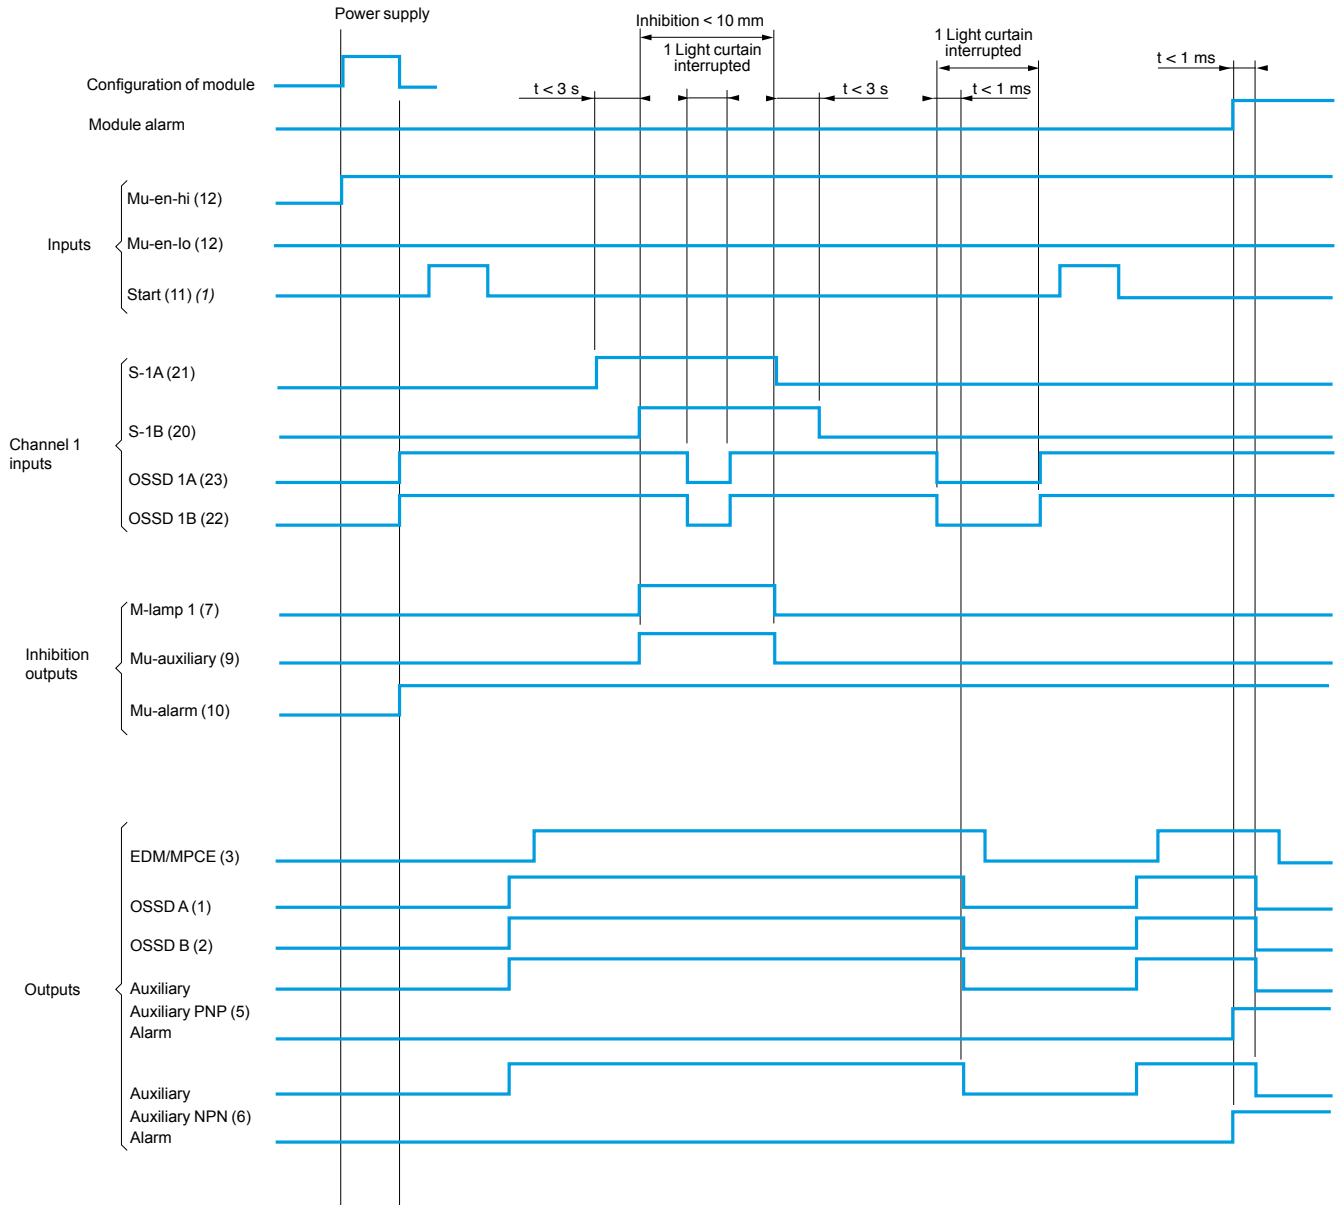 Power supply
Inhibition < 10 mm
1 Light curtain
interrupted
1 Light curtain
interrupted
t < 1 ms
Configuration of module
t < 3 s
t < 3 s
t < 1 ms
Module alarm
Inputs
Mu-en-hi (12)
Mu-en-lo (12)
Start (11) (1)
Channel 1
inputs
S-1A (21)
S-1B (20)
OSSD 1A (23)
OSSD 1B (22)
Inhibition
outputs
M-lamp 1 (7)
Mu-auxiliary (9)
Mu-alarm (10)
Outputs
EDM/MPCE (3)
OSSD A (1)
OSSD B (2)
Auxiliary
Auxiliary PNP (5)
Alarm
Auxiliary
Auxiliary NPN (6)
Alarm